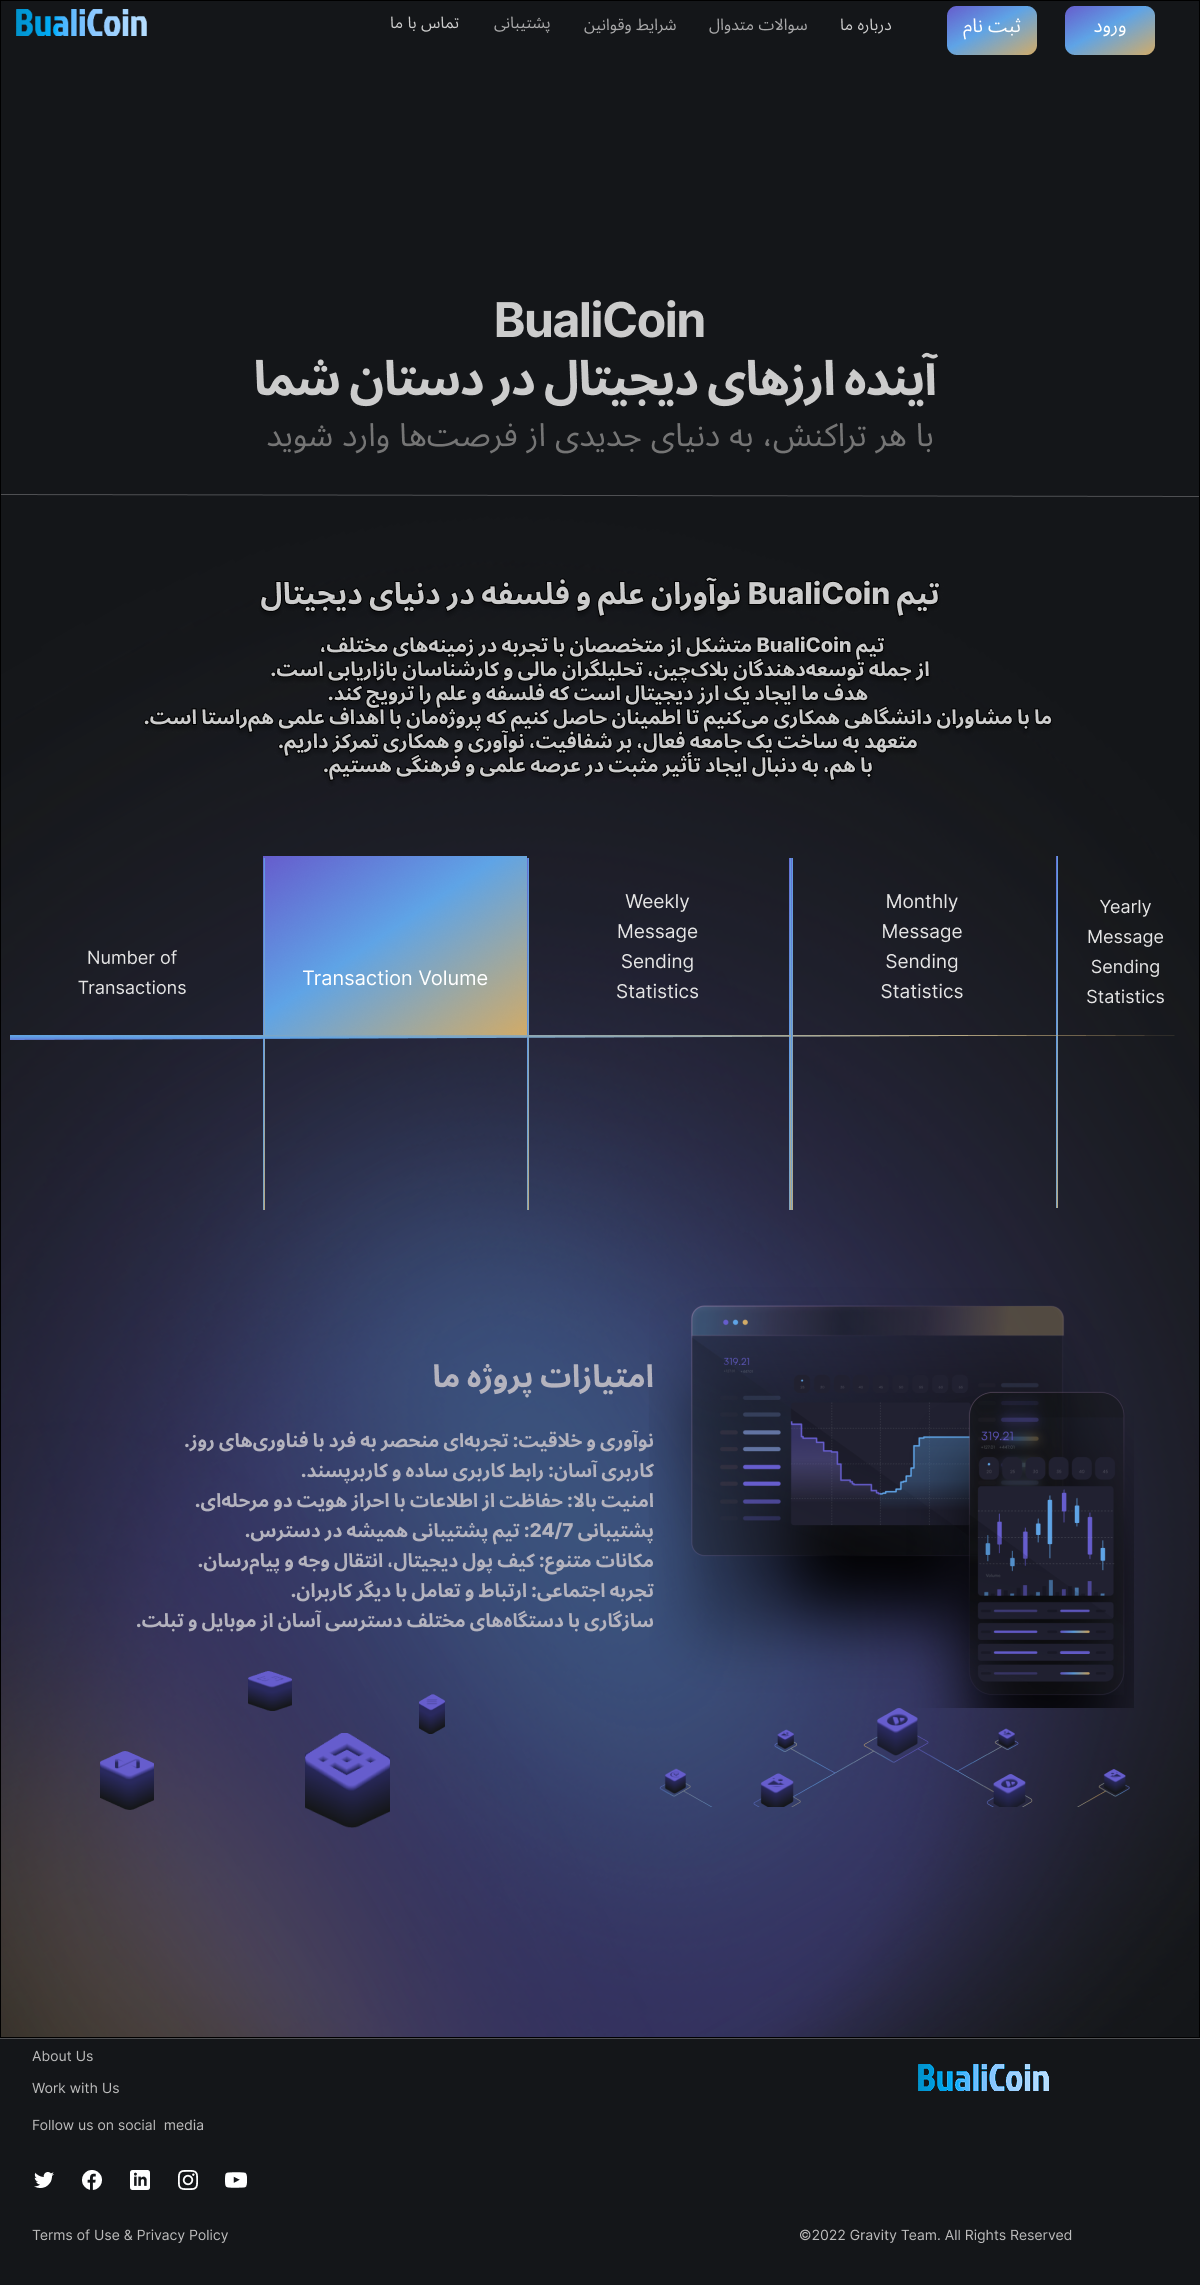 BualiCoin
ورود
ثبت نام
درباره ما
سوالات متدوال
شرایط وقوانین
پشتیبانی
تماس با ما
BualiCoin
آینده ارزهای دیجیتال در دستان شما
با هر تراکنش، به دنیای جدیدی از فرصت‌ها وارد شوید
تیم BualiCoin نوآوران علم و فلسفه در دنیای دیجیتال
تیم BualiCoin متشکل از متخصصان با تجربه در زمینه‌های مختلف،
از جمله توسعه‌دهندگان بلاک‌چین، تحلیلگران مالی و کارشناسان بازاریابی است.
هدف ما ایجاد یک ارز دیجیتال است که فلسفه و علم را ترویج کند.
ما با مشاوران دانشگاهی همکاری می‌کنیم تا اطمینان حاصل کنیم که پروژه‌مان با اهداف علمی هم‌راستا است.
متعهد به ساخت یک جامعه فعال، بر شفافیت، نوآوری و همکاری تمرکز داریم.
با هم، به دنبال ایجاد تأثیر مثبت در عرصه علمی و فرهنگی هستیم.
Number of
Transactions
Transaction Volume
Weekly
Message
Sending
Statistics
Monthly
Message
Sending
Statistics
Yearly
Message
Sending
Statistics
امتیازات پروژه ما
نوآوری و خلاقیت: تجربه‌ای منحصر به فرد با فناوری‌های روز.
کاربری آسان: رابط کاربری ساده و کاربرپسند.
امنیت بالا: حفاظت از اطلاعات با احراز هویت دو مرحله‌ای.
پشتیبانی 24/7: تیم پشتیبانی همیشه در دسترس.
مکانات متنوع: کیف پول دیجیتال، انتقال وجه و پیام‌رسان.
تجربه اجتماعی: ارتباط و تعامل با دیگر کاربران.
سازگاری با دستگاه‌های مختلف دسترسی آسان از موبایل و تبلت.
319.21
319.21
About Us
Work with Us
Follow us on social  media
BualiCoin
Terms of Use & Privacy Policy
©2022 Gravity Team. All Rights Reserved